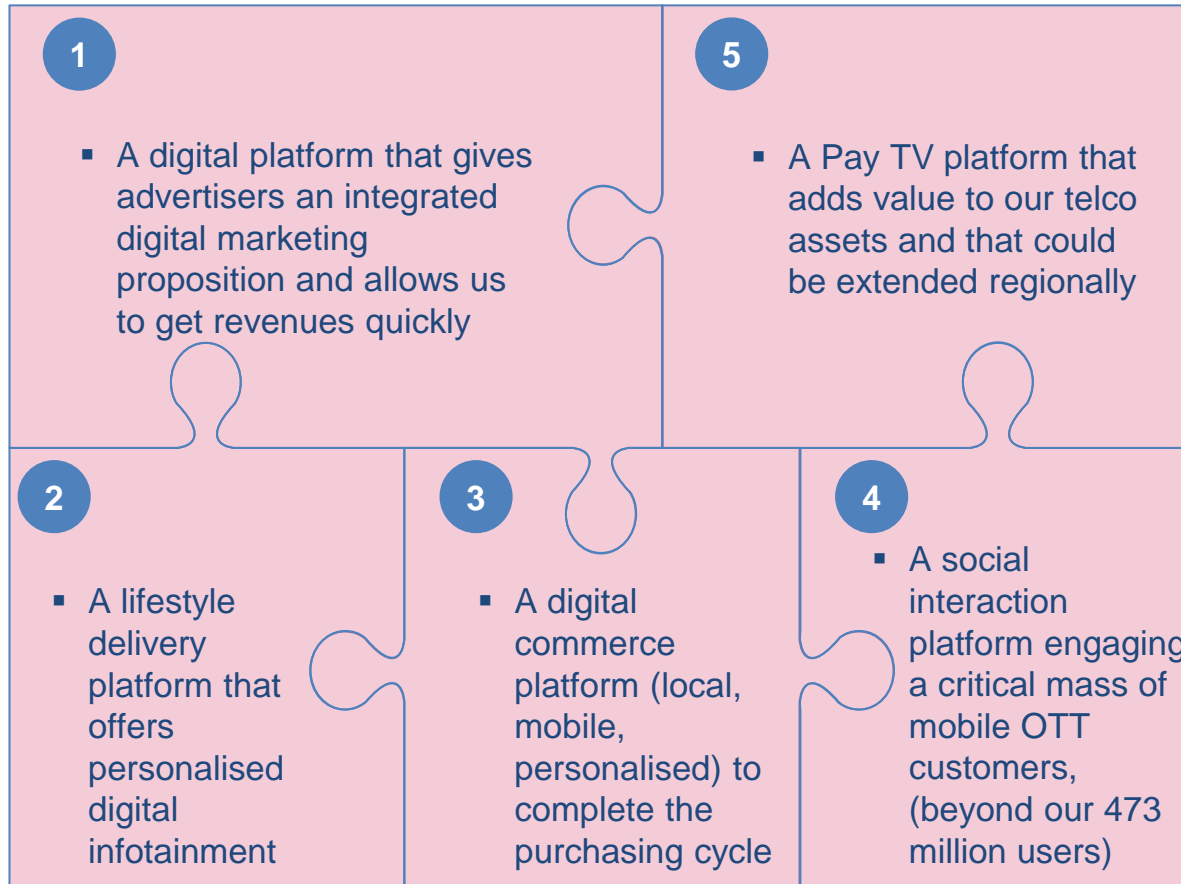 1
▪ A digital platform that gives
advertisers an integrated
digital marketing
proposition and allows us
to get revenues quickly
5
▪ A Pay TV platform that
adds value to our telco
assets and that could
be extended regionally
2
▪ A lifestyle
delivery
platform that
offers
personalised
digital
infotainment
3
▪ A digital
commerce
platform (local,
mobile,
personalised) to
complete the
purchasing cycle
4
▪ A social
interaction
platform engaging
a critical mass of
mobile OTT
customers,
(beyond our 473
million users)